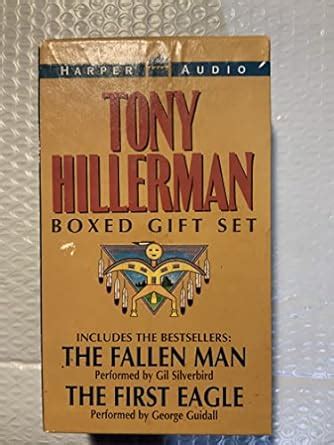 HARPER AUDIO
TONY
HILLERMAN
BOXED GIFT SET
INCLUDES THE BESTSELLERS:
THE FALLEN MAN
Performed by Gil Silverbird
THE FIRST EAGLE
Performed by George Guidall